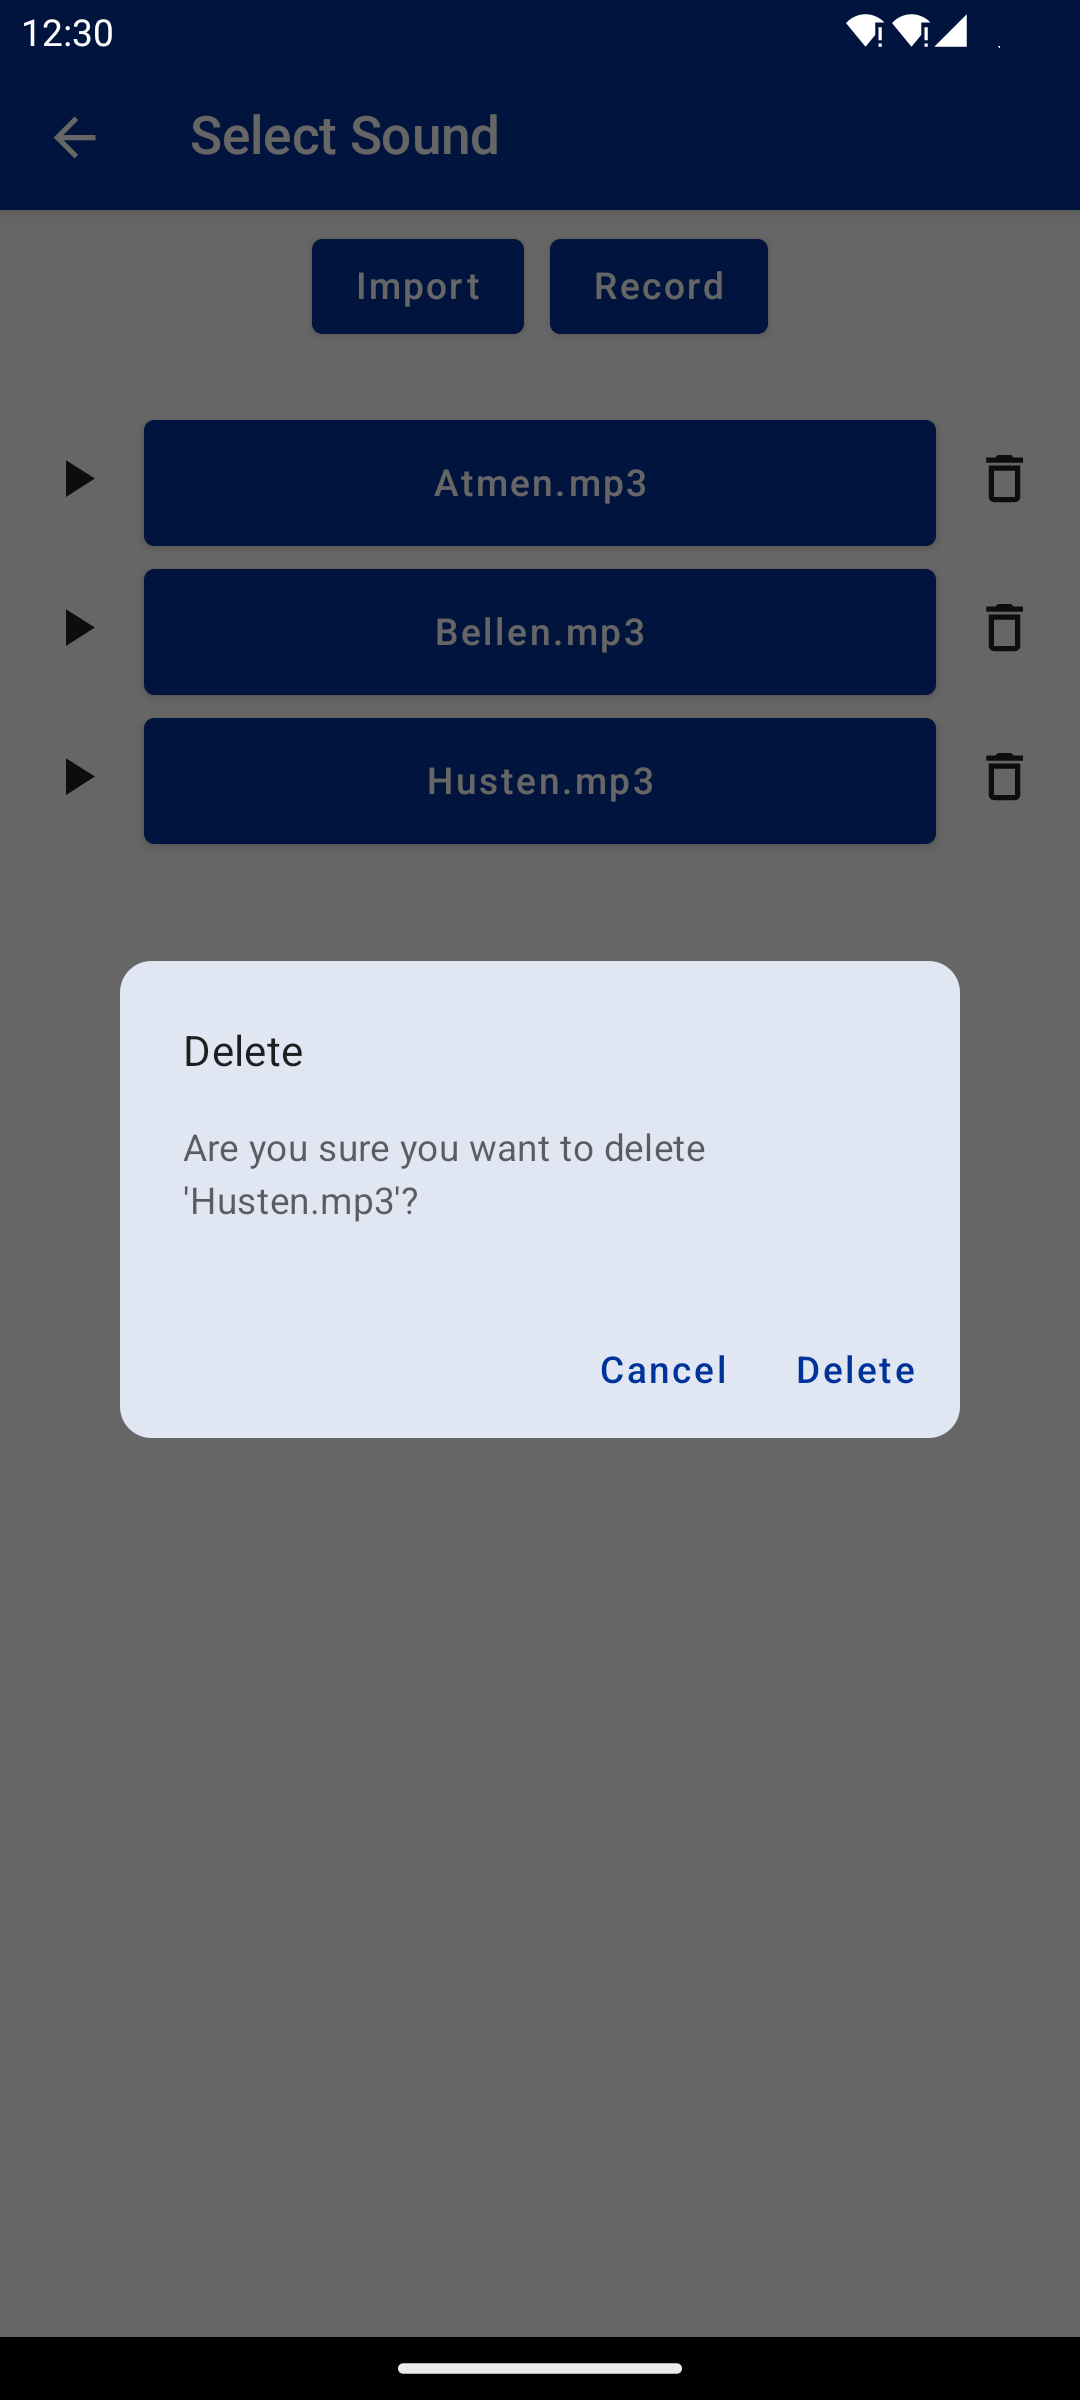 12:30
Select Sound
Import Record
Atmen.mp3
Bellen.mp3
Husten.mp3
Delete
Are you sure you want to delete
'Husten.mp3'?
Cancel Delete